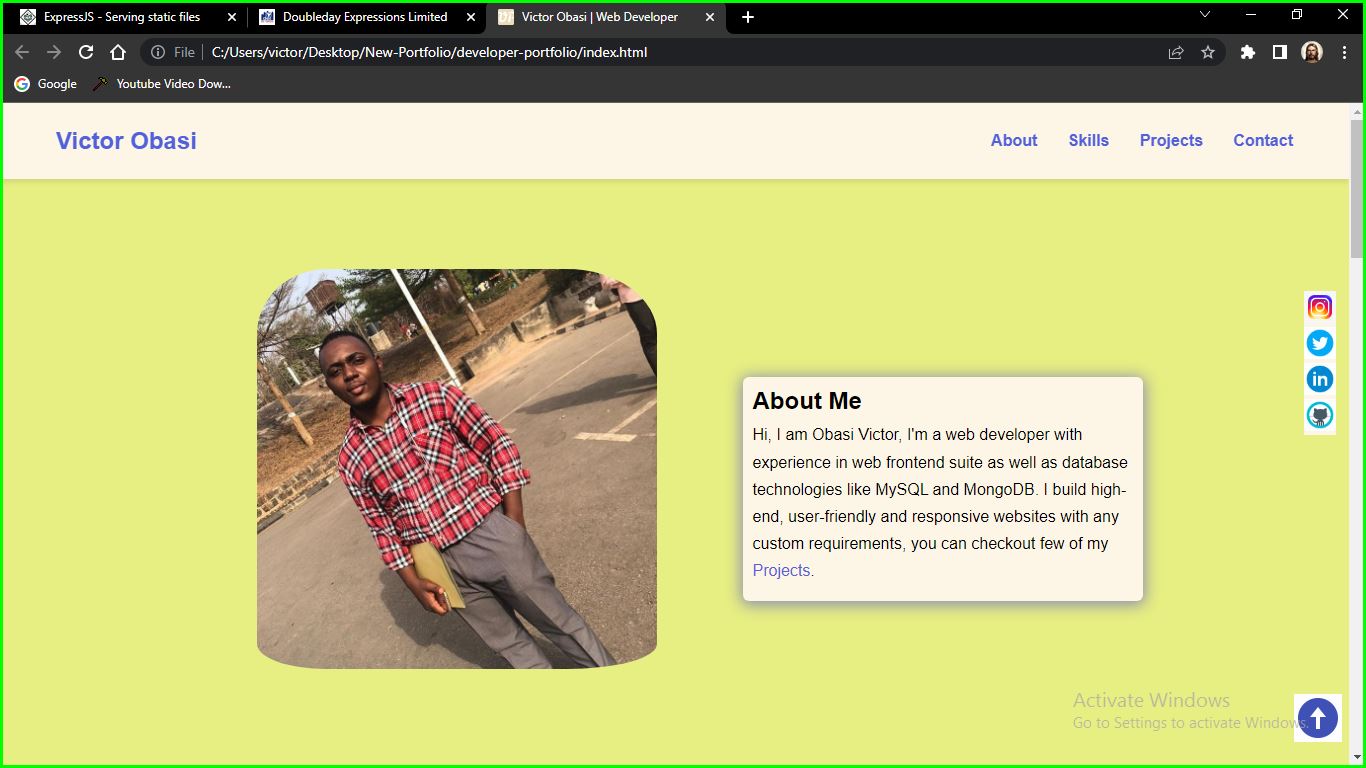 ExpressJS - Serving static files
Doubleday Expressions Limited
Victor Obasi | Web Developer
File
C:/Users/victor/Desktop/New-Portfolio/developer-portfolio/index.html
Google
Youtube Video Dow...
Victor Obasi
About Skills Projects Contact
About Me
Hi, I am Obasi Victor, I'm a web developer with
experience in web frontend suite as well as database
technologies like MySQL and MongoDB. I build high-
end, user-friendly and responsive websites with any
custom requirements, you can checkout few of my
Projects.
in
Activate Windows
Go to Settings to activate Windows.